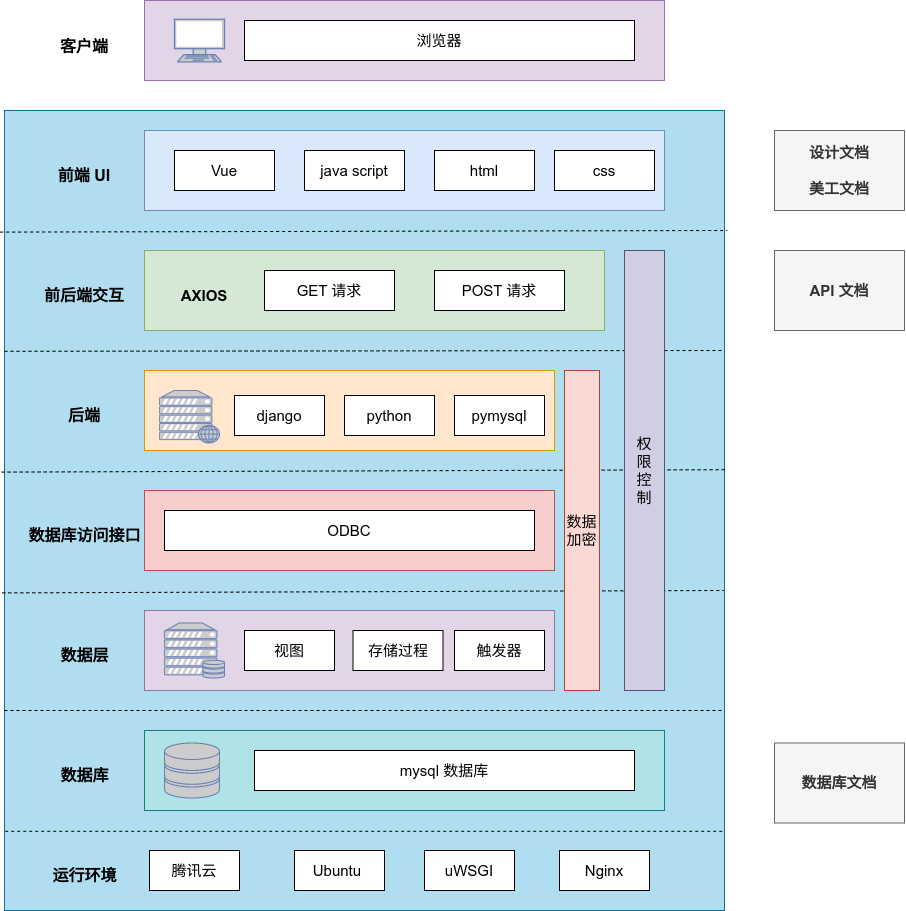 客户端
浏览器
前端 UI
Vue
java script
html
css
设计文档
美工文档
前后端交互
AXIOS
GET 请求
POST 请求
API 文档
后端
django
python
pymysql
权
限
控
制
数据库访问接口
ODBC
数据
加密
数据层
视图
存储过程
触发器
数据库
mysql 数据库
数据库文档
运行环境
腾讯云
Ubuntu
uWSGI
Nginx